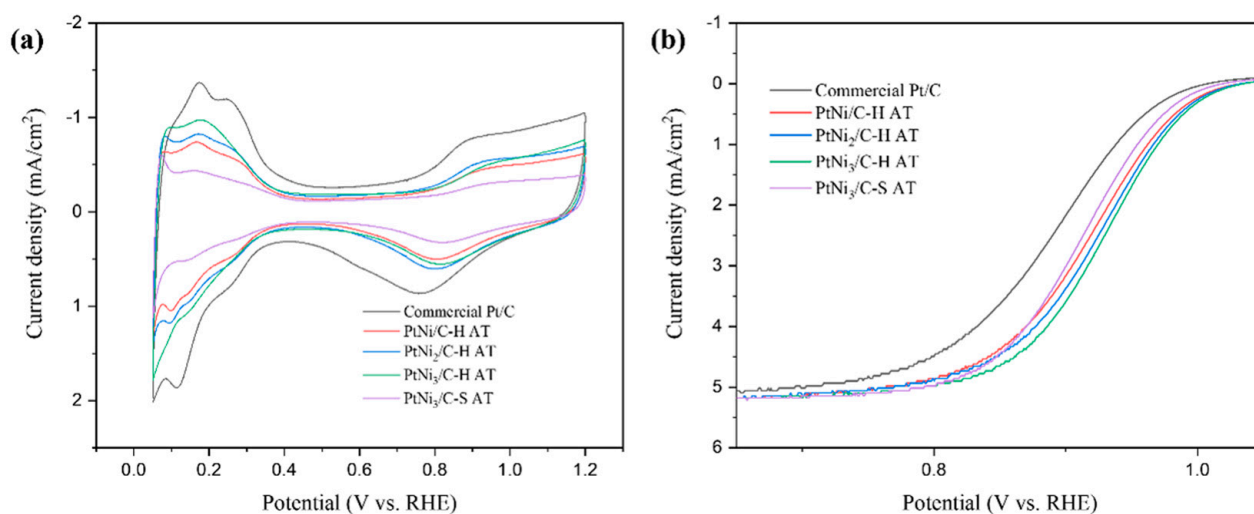 (a)
-2
-1
0
1
2
Current density (mA/cm²)
0.0 0.2 0.4 0.6 0.8 1.0 1.2
Potential (V vs. RHE)
Commercial Pt/C
PtNi/C-H AT
PtNi₂/C-H AT
PtNi₃/C-H AT
PtNi₃/C-S AT
(b)
-1
0
1
2
3
4
5
6
Current density (mA/cm²)
0.8 1.0
Potential (V vs. RHE)
Commercial Pt/C
PtNi/C-H AT
PtNi₂/C-H AT
PtNi₃/C-H AT
PtNi₃/C-S AT